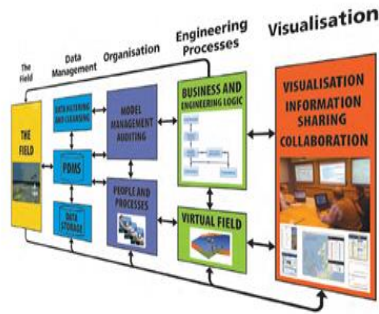 The
Field
Data
Management
Organisation
Engineering
Processes
Visualisation
THE
FIELD
DATA FILTERING
AND CLEANSING
PDMS
DATA
STORAGE
MODEL
MANAGEMENT
AUDITING
PEOPLE AND
PROCESSES
BUSINESS AND
ENGINEERING LOGIC
VIRTUAL FIELD
VISUALISATION
INFORMATION
SHARING
COLLABORATION